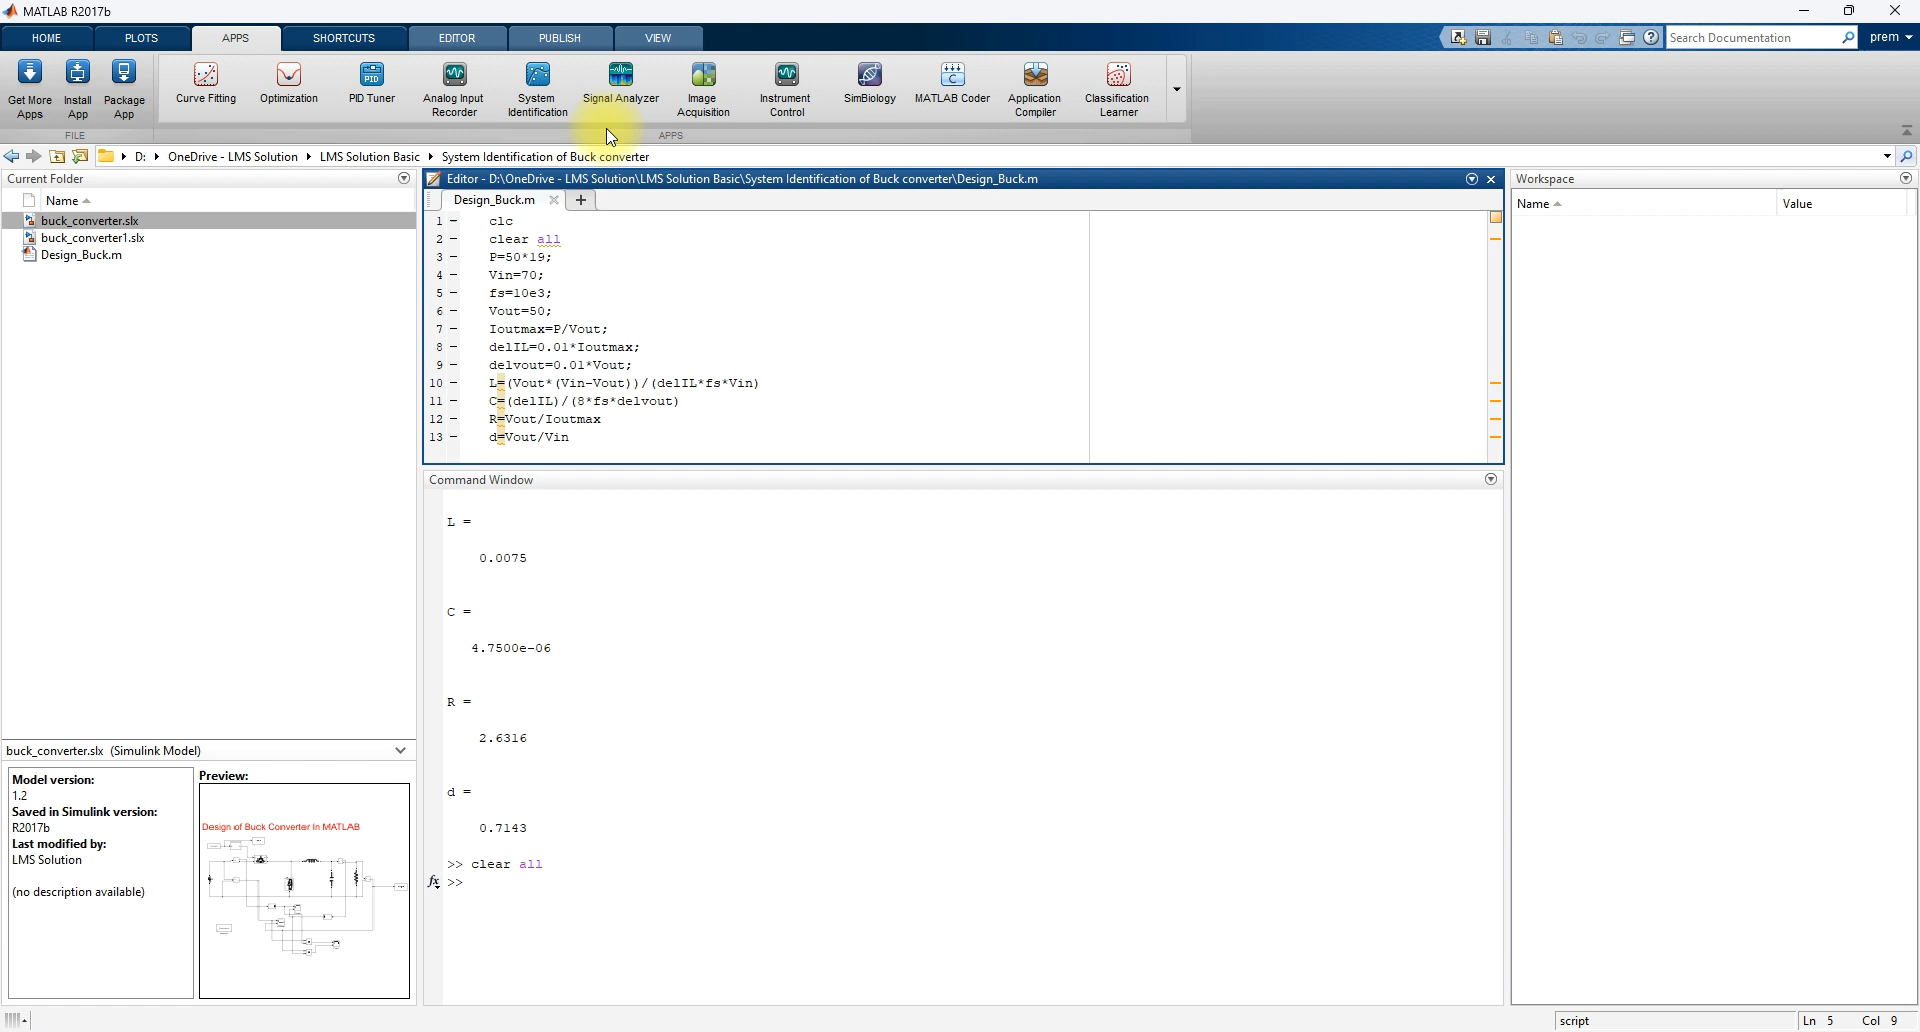 MATLAB R2017b
HOME PLOTS APPS SHORTCUTS EDITOR PUBLISH VIEW
Search Documentation prem
Get More Apps
Install App
Package App
Curve Fitting
Optimization
PID Tuner
Analog Input Recorder
System Identification
Signal Analyzer
Image Acquisition
Instrument Control
SimBiology
MATLAB Coder
Application Compiler
Classification Learner
FILE APPS
D: OneDrive - LMS Solution LMS Solution Basic System Identification of Buck converter
Current Folder
Name
buck_converter.slx
buck_converter1.slx
Design_Buck.m
Editor - D:\OneDrive - LMS Solution\LMS Solution Basic\System Identification of Buck converter\Design_Buck.m
Design_Buck.m
1 - clc
2 - clear all
3 - P=50*19;
4 - Vin=70;
5 - fs=10e3;
6 - Vout=50;
7 - Ioutmax=P/Vout;
8 - delIL=0.01*Ioutmax;
9 - delvout=0.01*Vout;
10 - L=(Vout*(Vin-Vout))/(delIL*fs*Vin)
11 - C=(delIL)/(8*fs*delvout)
12 - R=Vout/Ioutmax
13 - d=Vout/Vin
Command Window
L =
0.0075
C =
4.7500e-06
R =
2.6316
d =
0.7143
>> clear all
fx >>
Workspace
Name Value
buck_converter.slx (Simulink Model)
Model version:
1.2
Saved in Simulink version:
R2017b
Last modified by:
LMS Solution
(no description available)
Preview:
Design of Buck Converter In MATLAB
script Ln 5 Col 9